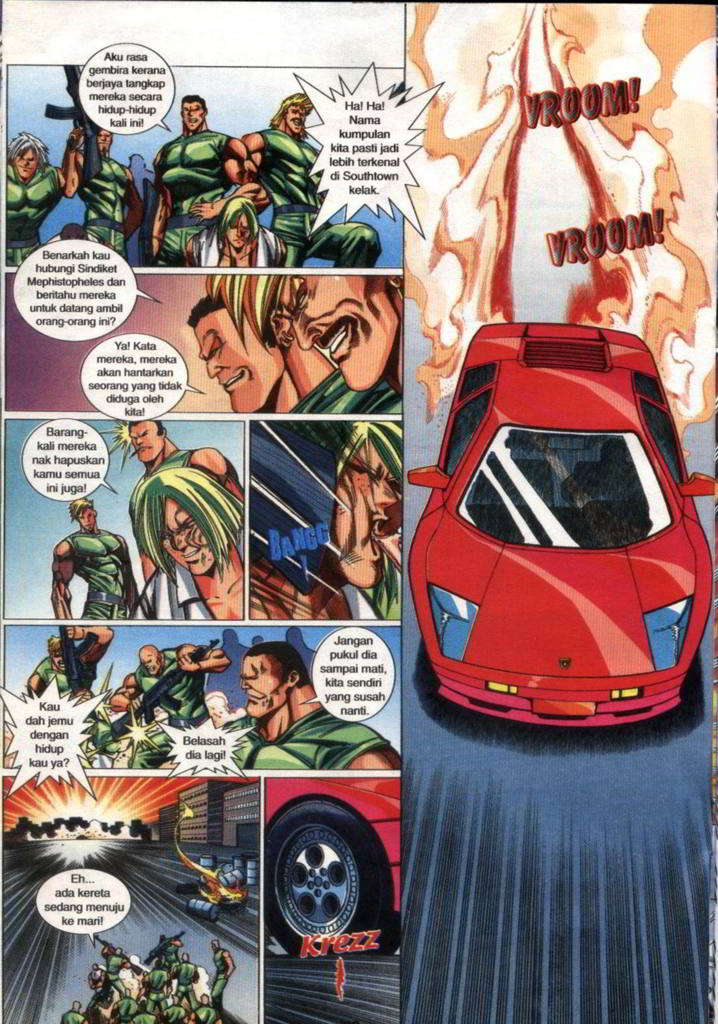 Aku rasa
gembira kerana
berjaya tangkap
mereka secara
hidup-hidup
kali ini!
Ha! Ha!
Nama
kumpulan
kita pasti jadi
lebih terkenal
di Southtown
kelak.
Benarkah kau
hubungi Sindiket
Mephistopheles dan
beritahu mereka
untuk datang ambil
orang-orang ini?
Ya! Kata
mereka, mereka
akan hantarkan
seorang yang tidak
diduga oleh
kita!
Barang-
kali mereka
nak hapuskan
kamu semua
ini juga!
BANGG
!
Jangan
pukul dia
sampai mati,
kita sendiri
yang susah
nanti.
Kau
dah jemu
dengan
hidup
kau ya?
Belasah
dia lagi!
Eh...
ada kereta
sedang menuju
ke mari!
Krezz
!
VROOM!
VROOM!